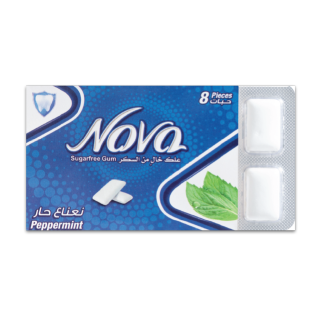 8 Pieces
حبات
Nova
Sugarfree Gum علك خال من السكر
نعناع حار
Peppermint